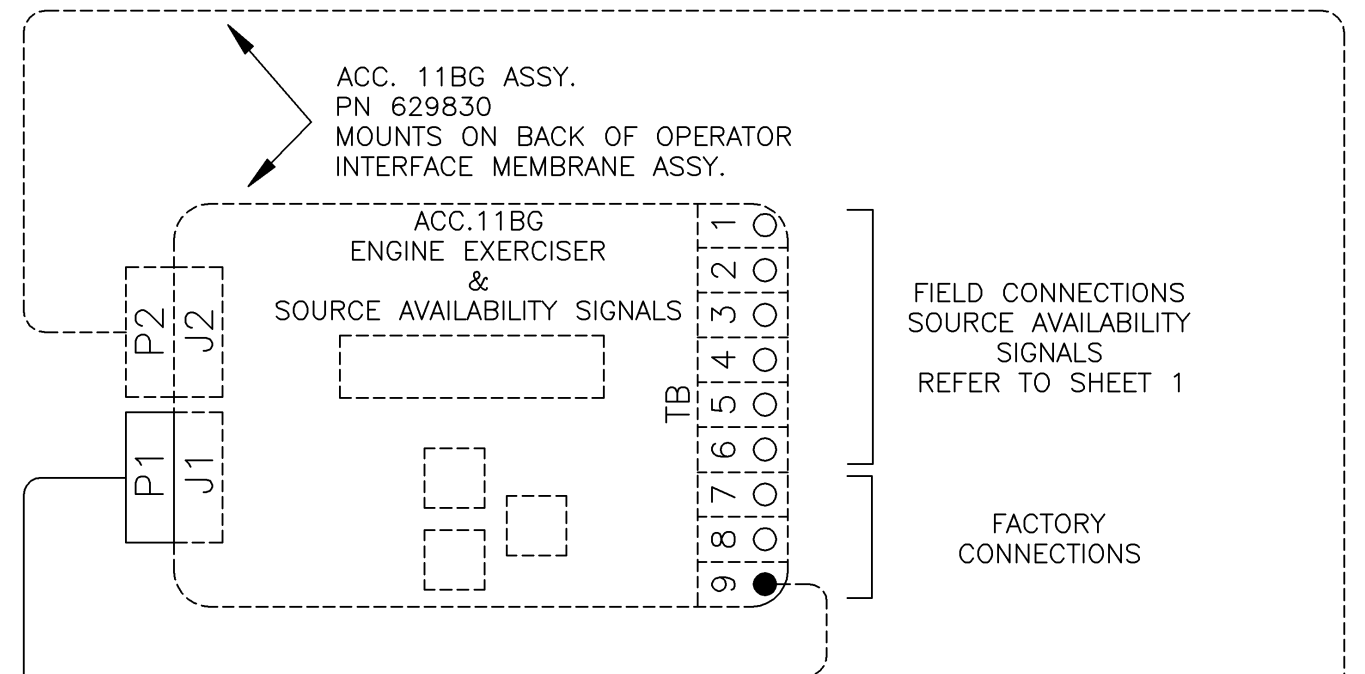 ACC. 11BG ASSY.
PN 629830
MOUNTS ON BACK OF OPERATOR
INTERFACE MEMBRANE ASSY.
ACC.11BG
ENGINE EXERCISER
&
SOURCE AVAILABILITY SIGNALS
P2
J2
P1
J1
TB
1
2
3
4
5
6
7
8
9
FIELD CONNECTIONS
SOURCE AVAILABILITY
SIGNALS
REFER TO SHEET 1
FACTORY
CONNECTIONS